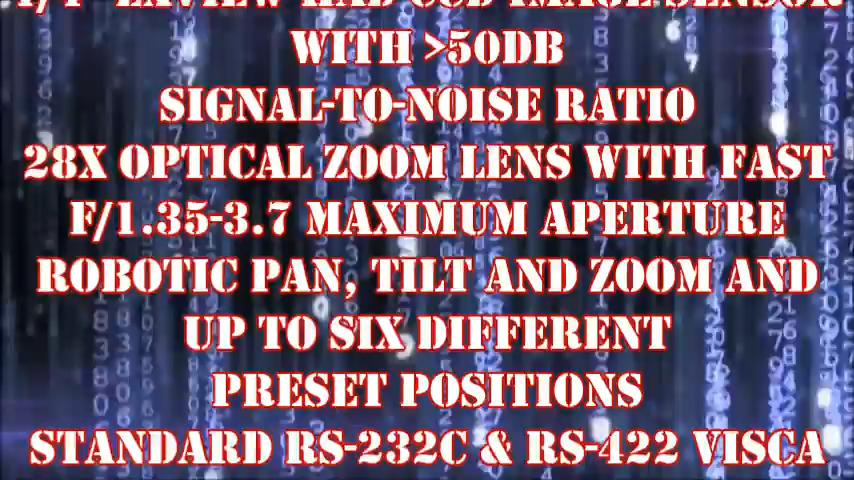 WITH >50DB
SIGNAL-TO-NOISE RATIO
28X OPTICAL ZOOM LENS WITH FAST
F/1.35-3.7 MAXIMUM APERTURE
ROBOTIC PAN, TILT AND ZOOM AND
UP TO SIX DIFFERENT
PRESET POSITIONS
STANDARD RS-232C & RS-422 VISCA